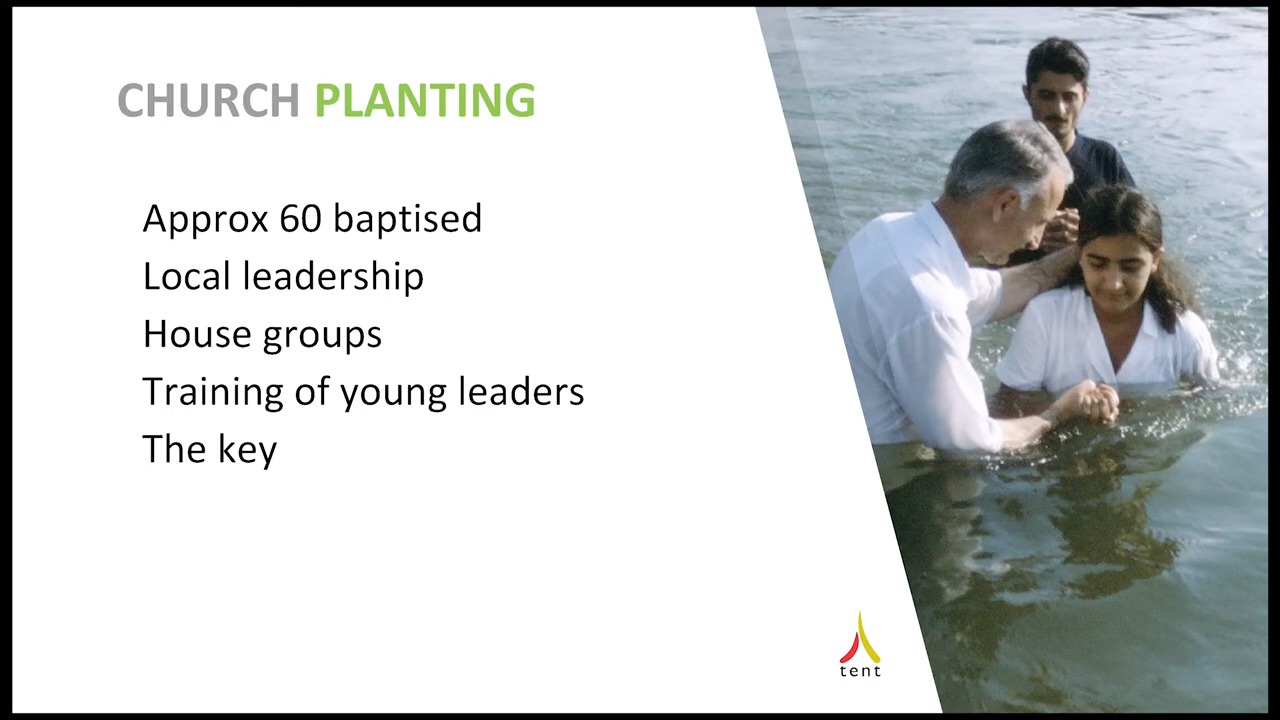 CHURCH PLANTING
Approx 60 baptised
Local leadership
House groups
Training of young leaders
The key
tent